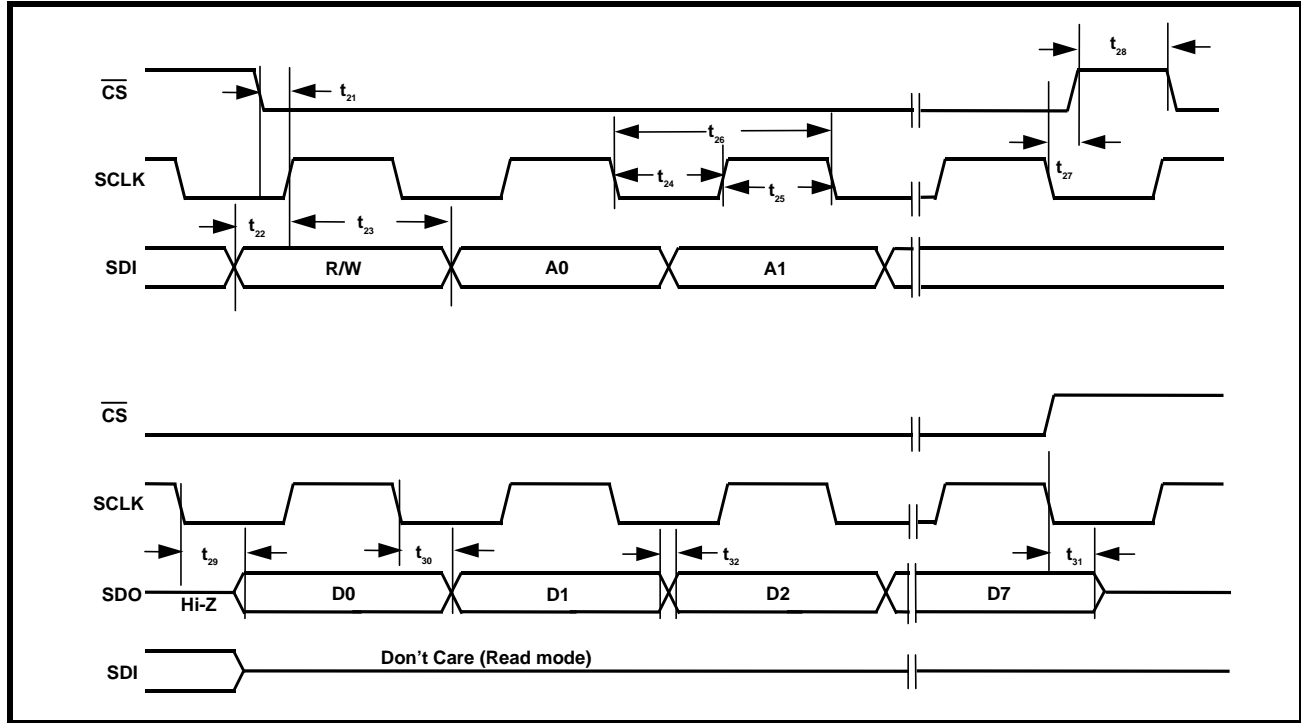 t28
CS
t21
t26
SCLK
t24
t25
t27
t22
t23
SDI
R/W
A0
A1
CS
SCLK
t29
t30
t32
t31
SDO
Hi-Z
D0
D1
D2
D7
SDI
Don't Care (Read mode)